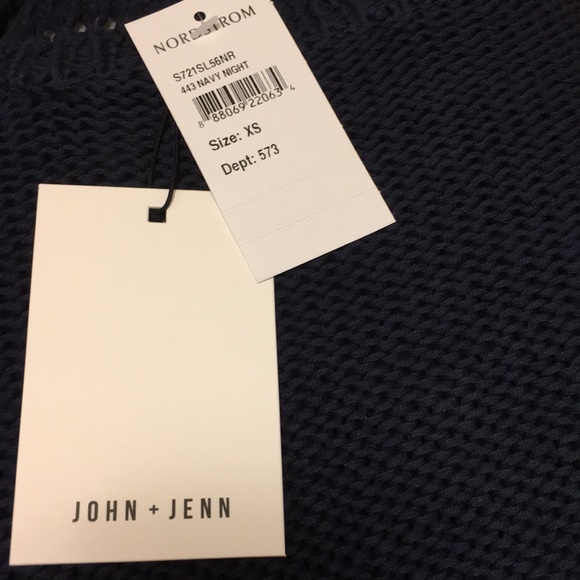 NORDSTROM
S721SL56NR
443 NAVY NIGHT
8 88069 22063 4
Size: XS
Dept: 573
JOHN + JENN